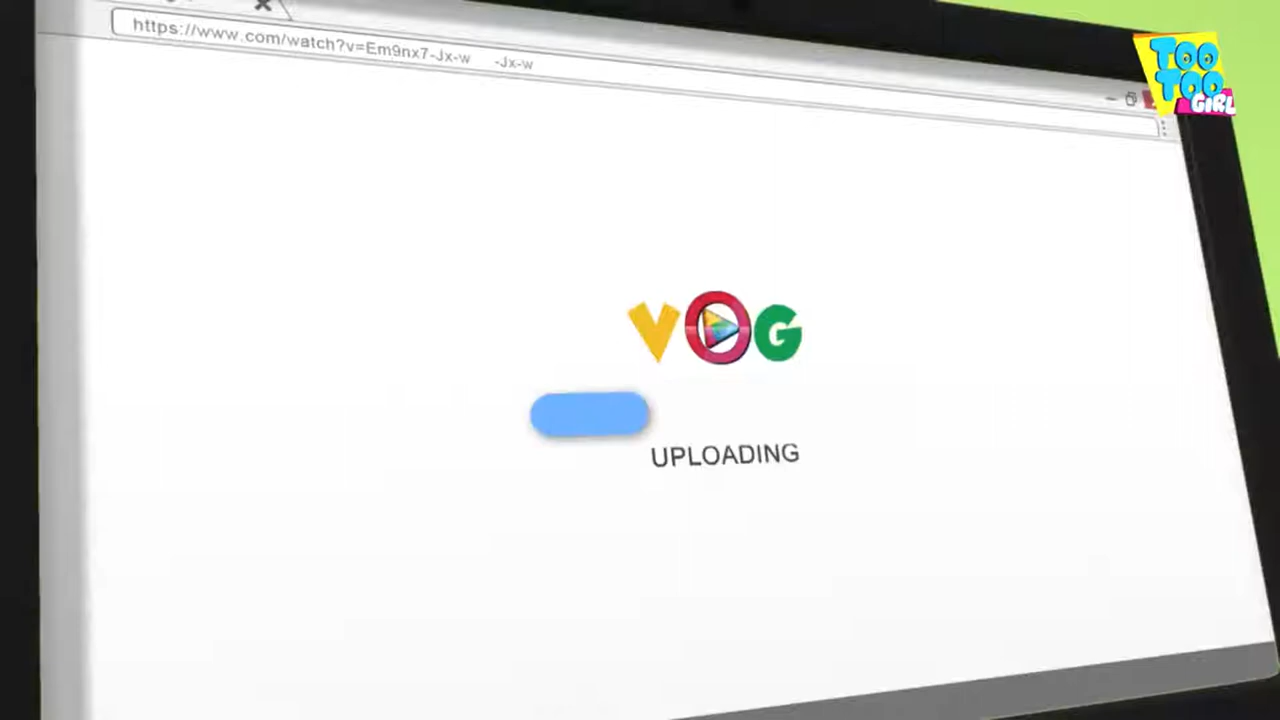 https://www.com/watch?v=Em9nx7-Jx-w -Jx-w
TOO
TOO
GIRL
VOG
UPLOADING